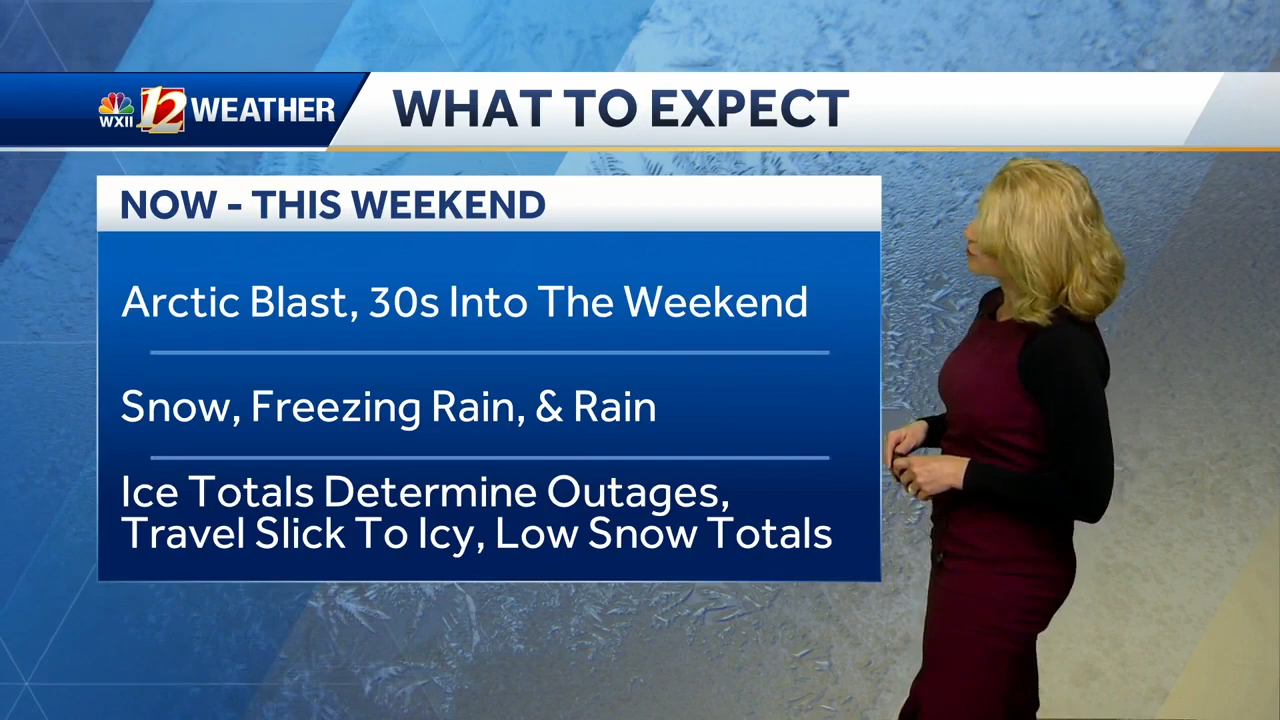 WXII 12 WEATHER
WHAT TO EXPECT
NOW - THIS WEEKEND
Arctic Blast, 30s Into The Weekend
Snow, Freezing Rain, & Rain
Ice Totals Determine Outages,
Travel Slick To Icy, Low Snow Totals